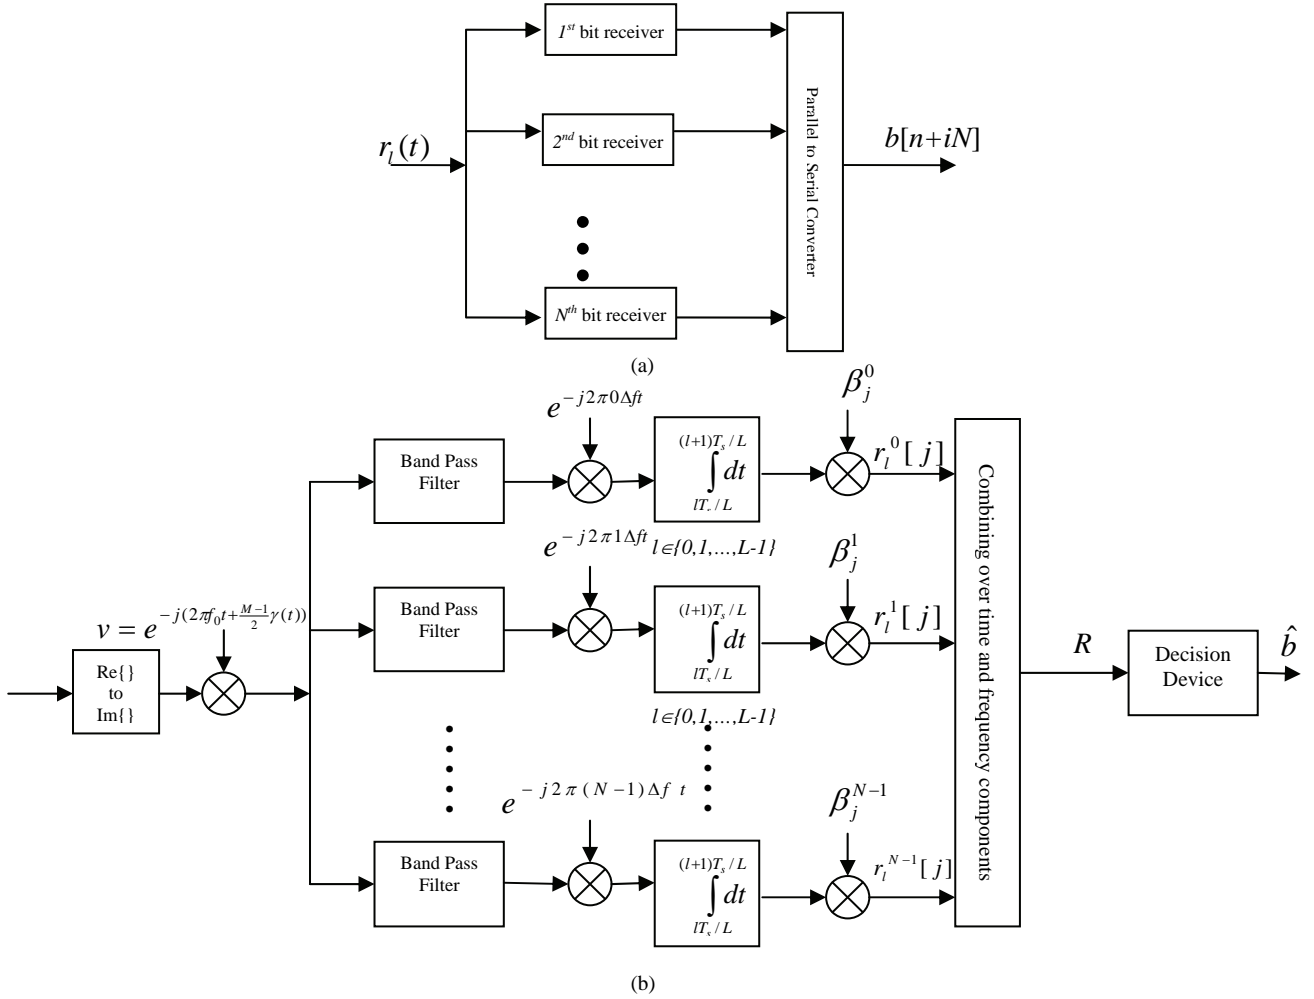 1st bit receiver
2nd bit receiver
r_l(t)
Nth bit receiver
Parallel to Serial Converter
b[n+iN]
(a)
β_j^0
e^{-j2π0Δft}
Band Pass
Filter
(l+1)T_s/L
∫dt
lT_s/L
r_l^0[j]
l∈{0,1,...,L-1}
e^{-j2π1Δft}
β_j^1
Band Pass
Filter
(l+1)T_s/L
∫dt
lT_s/L
r_l^1[j]
l∈{0,1,...,L-1}
v = e^{-j(2πf_0t+\frac{M-1}{2}γ(t))}
Re{}
to
Im{}
e^{-j2π(N-1)Δf t}
β_j^{N-1}
Band Pass
Filter
(l+1)T_s/L
∫dt
lT_s/L
r_l^{N-1}[j]
Combining over time and frequency components
R
Decision
Device
b̂
(b)